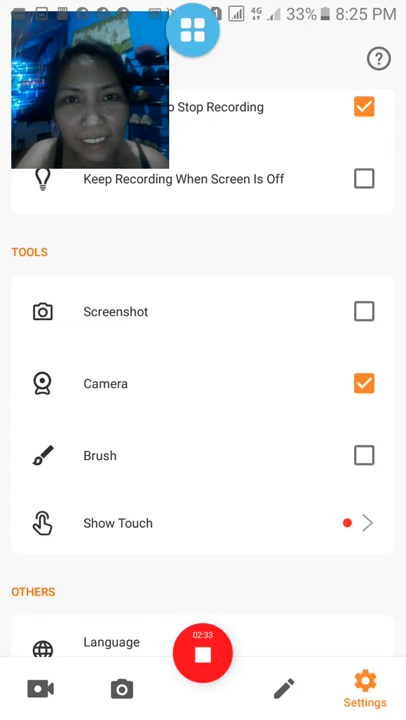 4G 33% 8:25 PM
o Stop Recording
Keep Recording When Screen Is Off
TOOLS
Screenshot
Camera
Brush
Show Touch
OTHERS
Language
02:33
Settings